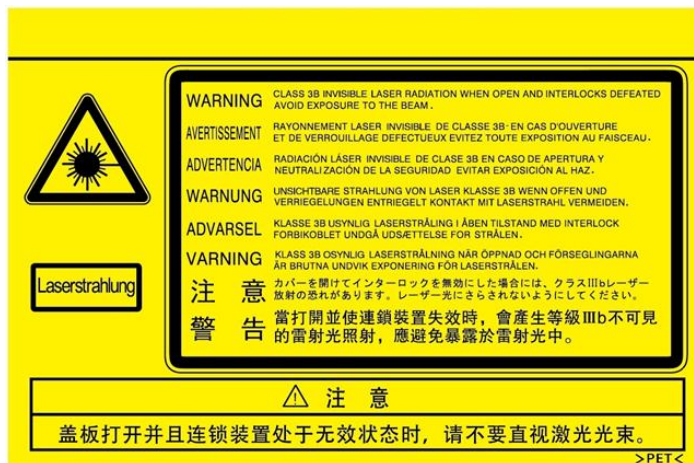 WARNING CLASS 3B INVISIBLE LASER RADIATION WHEN OPEN AND INTERLOCKS DEFEATED
AVOID EXPOSURE TO THE BEAM.
AVERTISSEMENT RAYONNEMENT LASER INVISIBLE DE CLASSE 3B EN CAS D'OUVERTURE
ET DE VERROUILLAGE DEFECTUEUX EVITEZ TOUTE EXPOSITION AU FAISCEAU.
ADVERTENCIA RADIACIÓN LÁSER INVISIBLE DE CLASE 3B EN CASO DE APERTURA Y
NEUTRALIZACIÓN DE LA SEGURIDAD EVITAR EXPOSICIÓN AL HAZ.
WARNUNG UNSICHTBARE STRAHLUNG VON LASER KLASSE 3B WENN OFFEN UND
VERRIEGELUNGEN ENTRIEGELT KONTAKT MIT LASERSTRAHL VERMEIDEN.
ADVARSEL KLASSE 3B USYNLIG LASERSTRÅLING I ÅBEN TILSTAND MED INTERLOCK
FORBIKOBLET UNDGÅ UDSÆTTELSE FOR STRÅLEN.
VARNING KLASS 3B OSYNLIG LASERSTRÅLNING NÄR ÖPPNAD OCH FÖRSEGLINGARNA
ÄR BRUTNA UNDVIK EXPONERING FÖR LASERSTRÅLEN.
注意 カバーを開けてインターロックを無効にした場合には、クラスIIIbレーザー
放射の恐れがあります。レーザー光にさらされないようにしてください。
警告 當打開並使連鎖裝置失效時，會產生等級IIIb不可見
的雷射光照射，應避免暴露於雷射光中。
Laserstrahlung
⚠ 注意
盖板打开并且连锁装置处于无效状态时，请不要直视激光光束。
>PET<